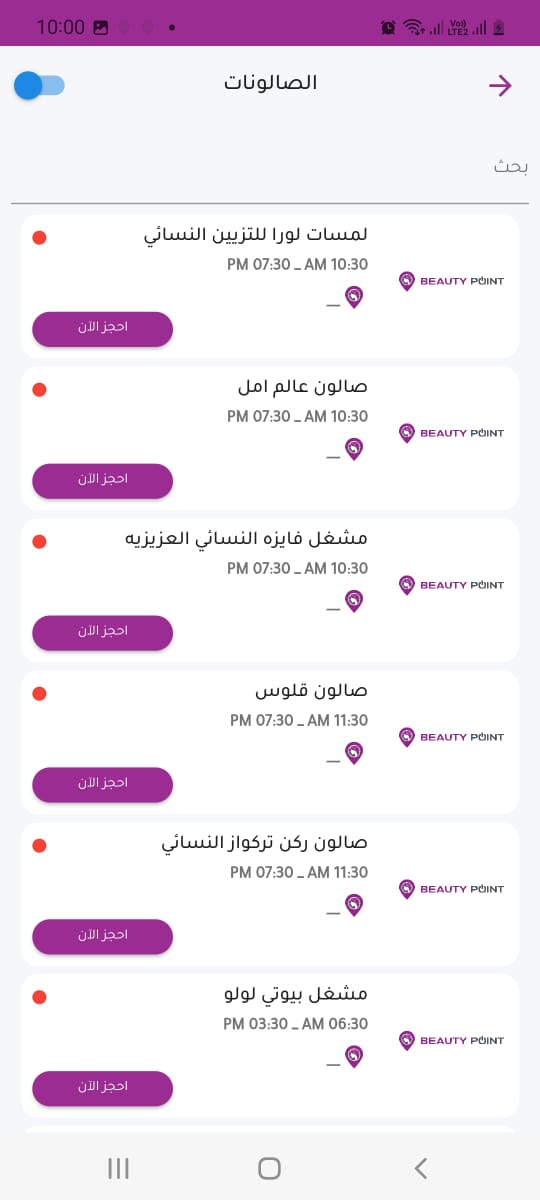 10:00
Vo)) LTE2
الصالونات
بحث
لمسات لورا للتزيين النسائي
10:30 AM _ 07:30 PM
BEAUTY POINT
احجز الآن
صالون عالم امل
10:30 AM _ 07:30 PM
BEAUTY POINT
احجز الآن
مشغل فايزه النسائي العزيزيه
10:30 AM _ 07:30 PM
BEAUTY POINT
احجز الآن
صالون قلوس
11:30 AM _ 07:30 PM
BEAUTY POINT
احجز الآن
صالون ركن تركواز النسائي
11:30 AM _ 07:30 PM
BEAUTY POINT
احجز الآن
مشغل بيوتي لولو
06:30 AM _ 03:30 PM
BEAUTY POINT
احجز الآن